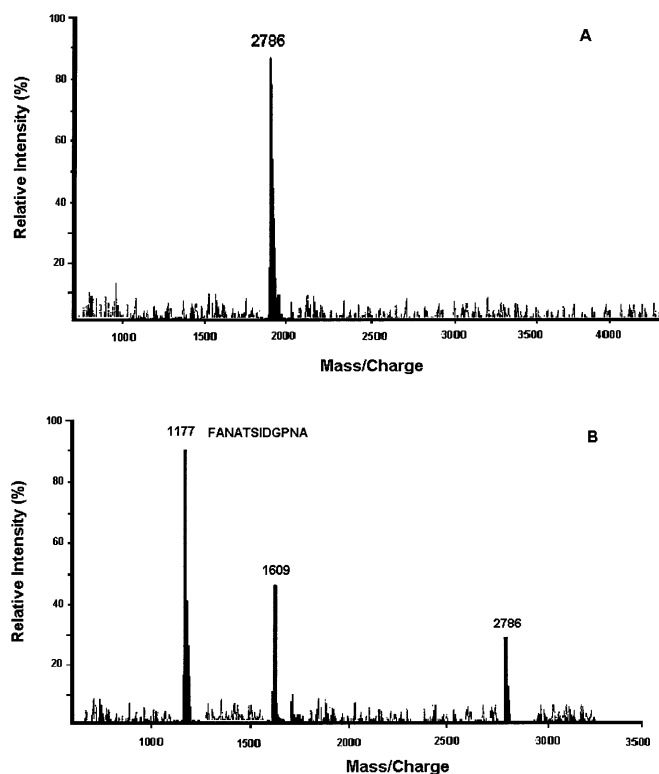 100
2786
A
80
60
40
20
Relative Intensity (%)
1000 1500 2000 2500 3000 3500 4000
Mass/Charge
100
1177 FANATSIDGPNA
B
80
60
1609
40
2786
20
Relative Intensity (%)
1000 1500 2000 2500 3000 3500
Mass/Charge